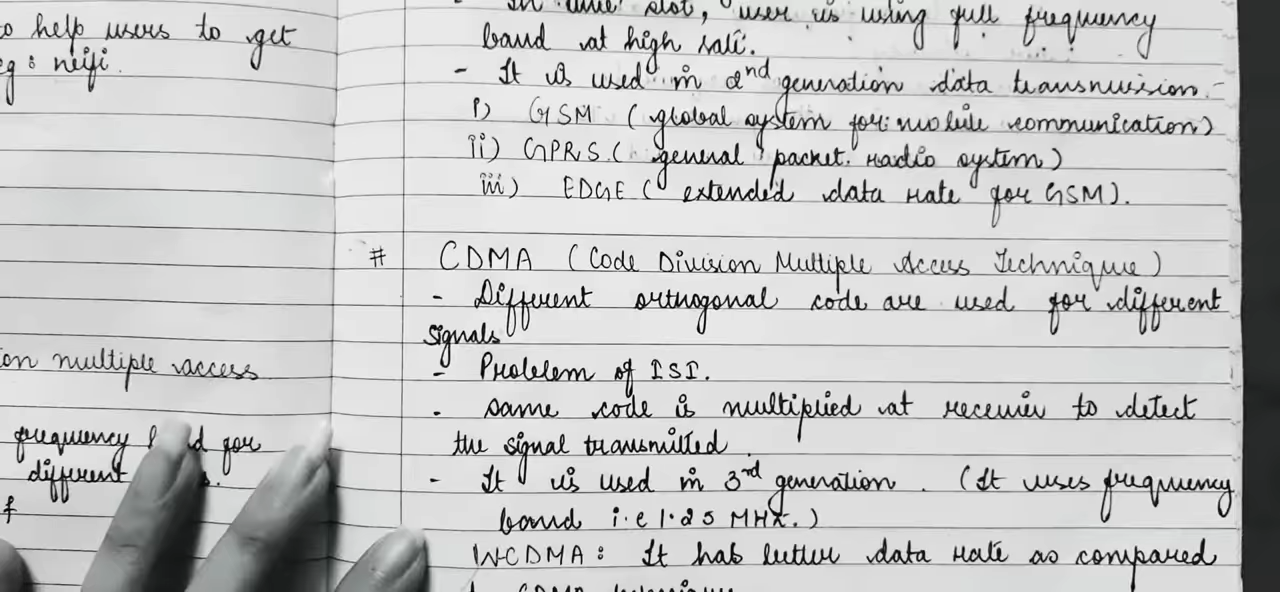 o help users to get
g : neifi.
on multiple access
frequency for
different
f
- In time slot, user is using full frequency
band at high rate.
- It is used in 2nd generation data transmission.-
i) GSM (global system for mobile communication)
ii) GPRS (general packet radio system)
iii) EDGE (extended data rate for GSM).
# CDMA (Code Division Multiple Access Technique)
- Different orthogonal code are used for different
signals
- Problem of ISI.
- same code is multiplied at receiver to detect
the signal transmitted.
- It is used in 3rd generation. (It uses frequency
band i.e 1.25 MHz.)
WCDMA : It has better data rate as compared
CDMA technique